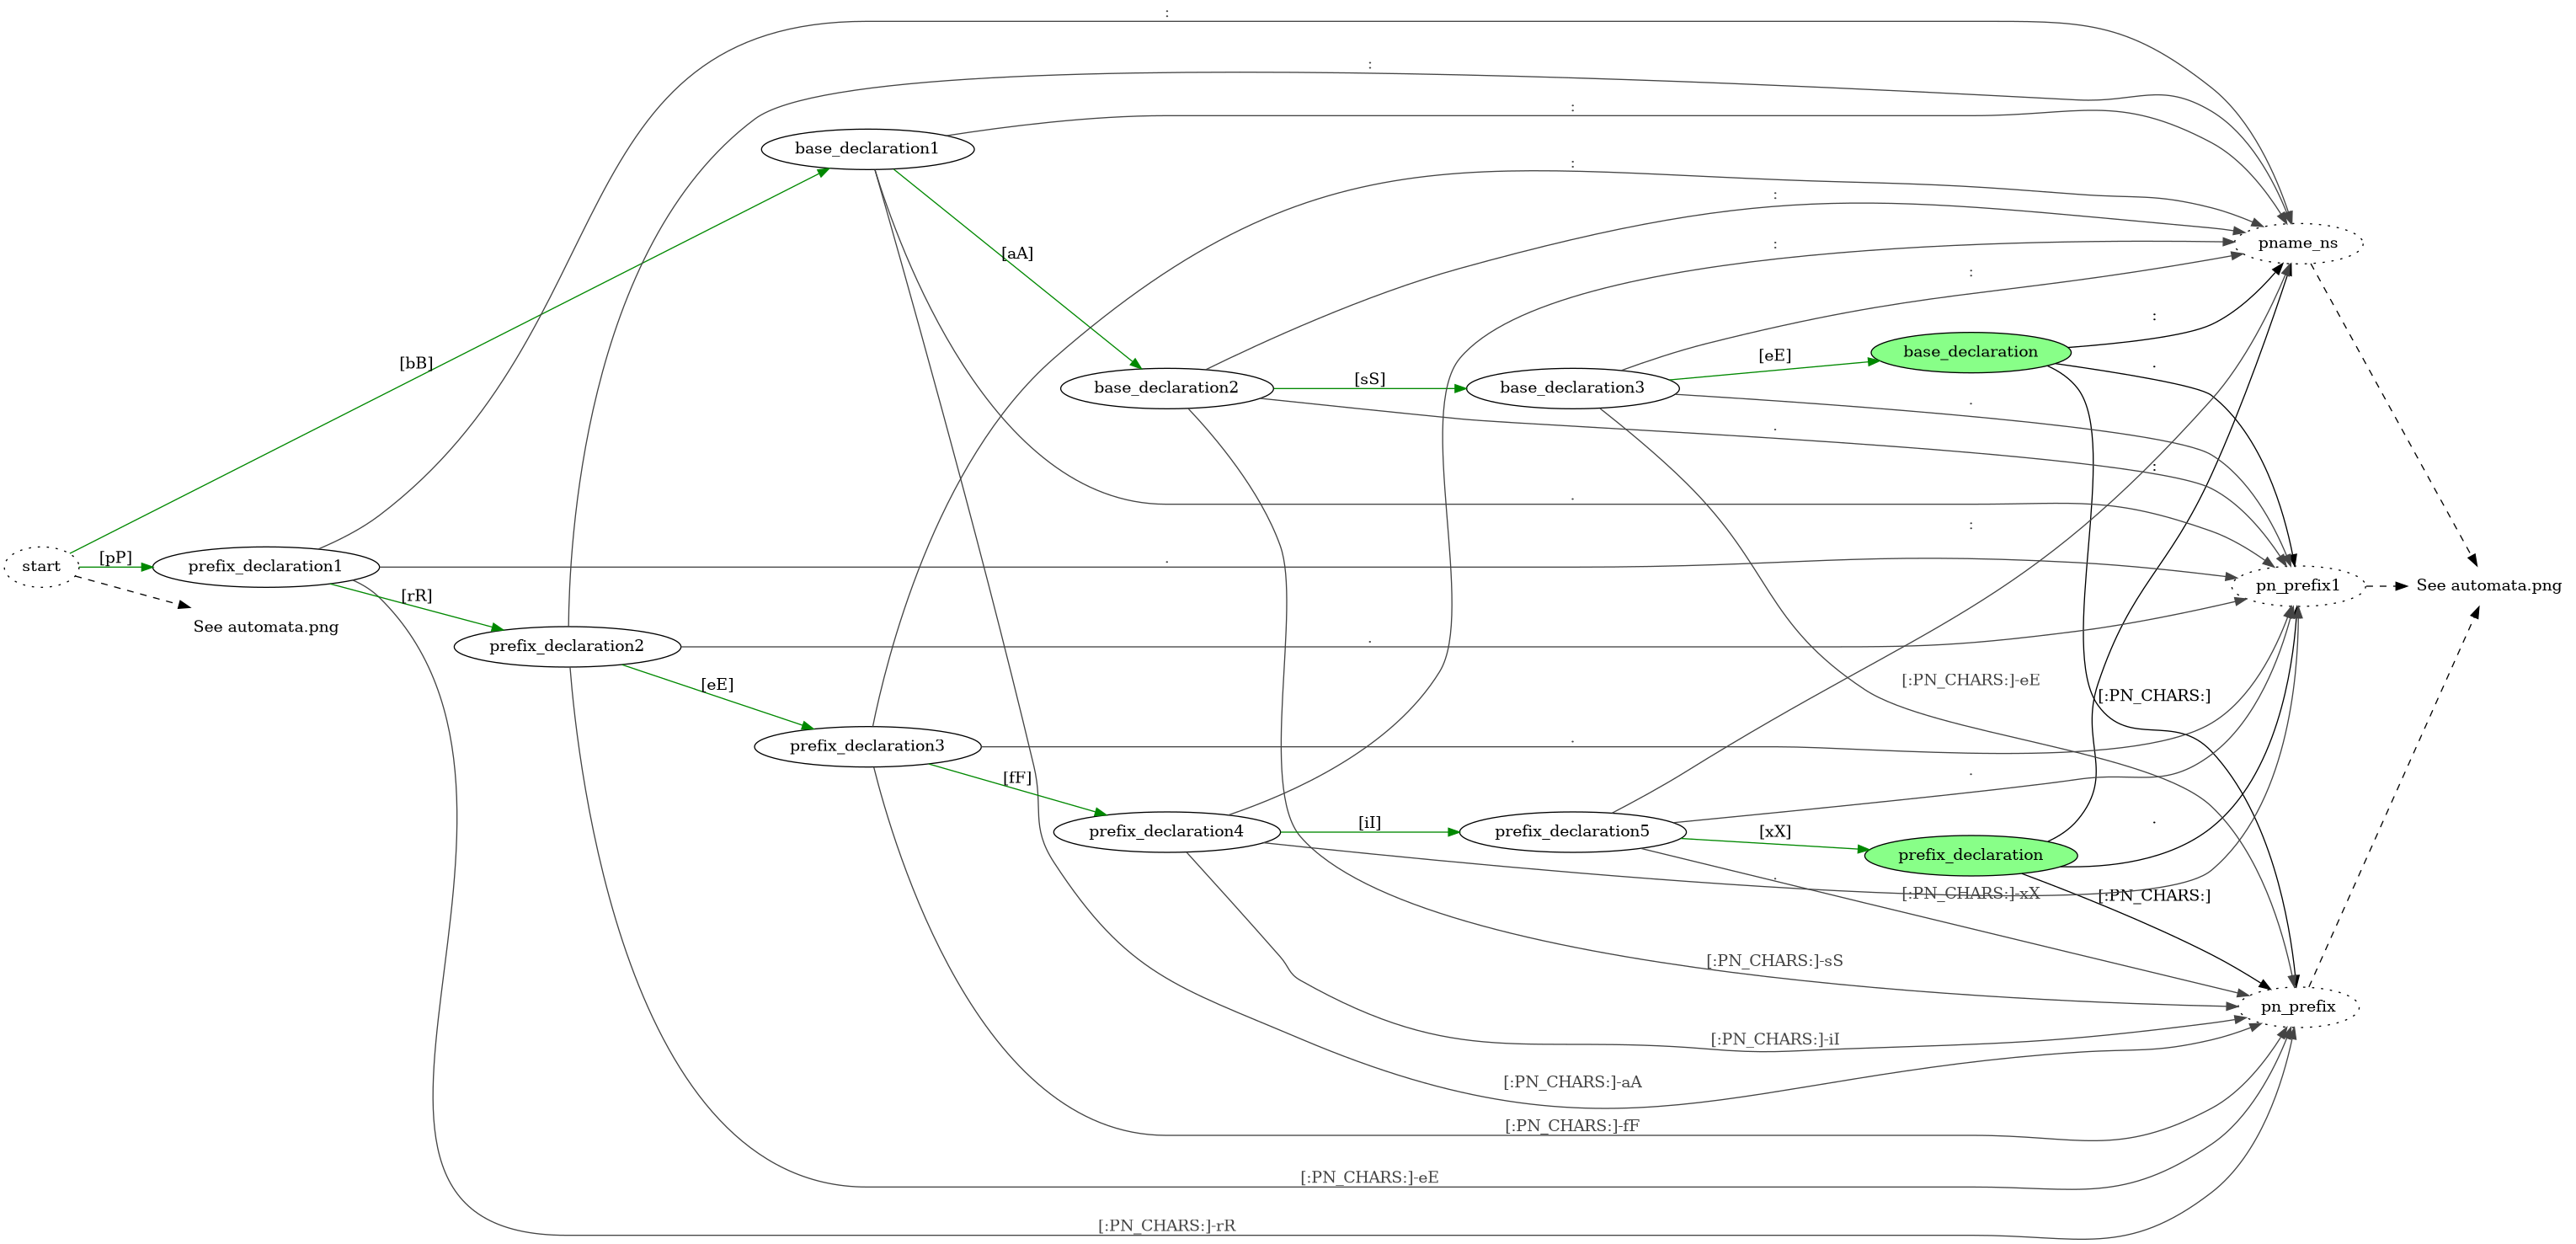 :
:
:
base_declaration1
:
:
pname_ns
:
[aA]
:
:
base_declaration
[eE]
[bB]
.
[sS]
base_declaration2
base_declaration3
.
.
:
.
:
[pP]
start
prefix_declaration1
.
pn_prefix1
See automata.png
[rR]
See automata.png
.
prefix_declaration2
[:PN_CHARS:]-eE
[eE]
[:PN_CHARS:]
.
prefix_declaration3
[fF]
.
[iI]
.
prefix_declaration4
prefix_declaration5
[xX]
prefix_declaration
.
[:PN_CHARS:]-xX
[:PN_CHARS:]
[:PN_CHARS:]-sS
pn_prefix
[:PN_CHARS:]-iI
[:PN_CHARS:]-aA
[:PN_CHARS:]-fF
[:PN_CHARS:]-eE
[:PN_CHARS:]-rR